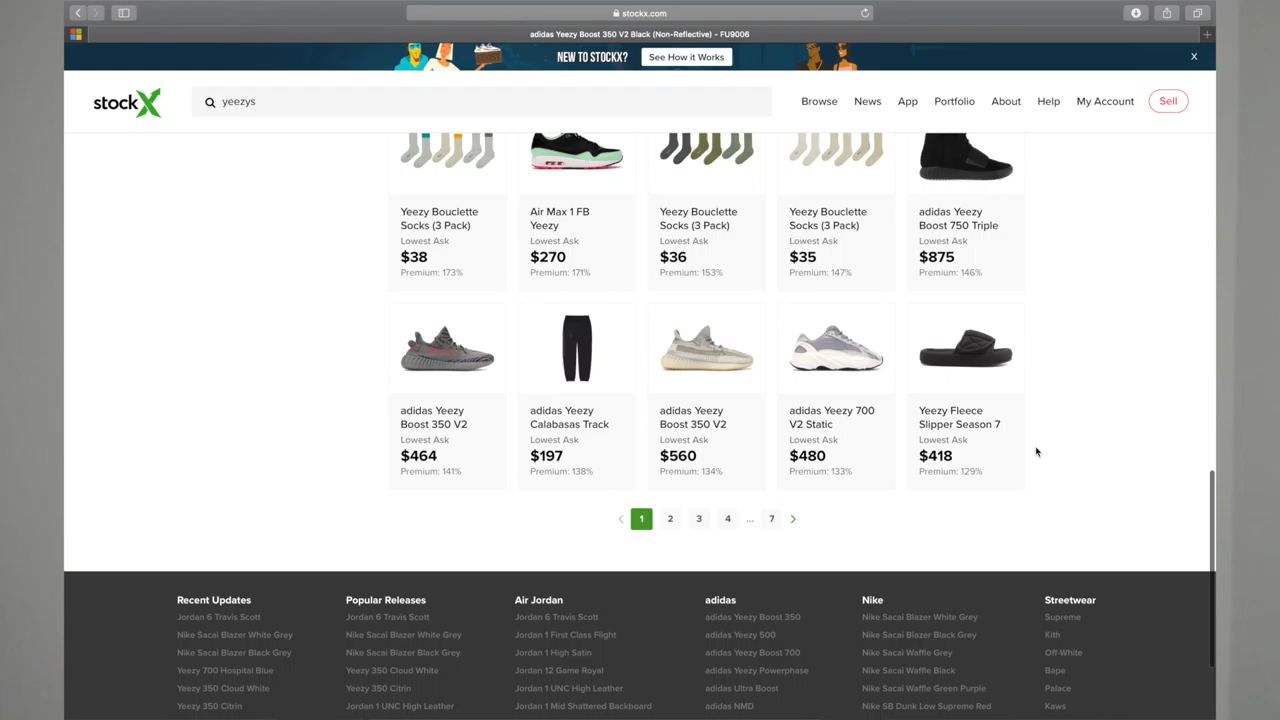 stockx.com
adidas Yeezy Boost 350 V2 Black (Non-Reflective) - FU9006
NEW TO STOCKX? See How it Works
stockX yeezys Browse News App Portfolio About Help My Account Sell
Yeezy Bouclette Socks (3 Pack)
Lowest Ask
$38
Premium: 173%
Air Max 1 FB Yeezy
Lowest Ask
$270
Premium: 171%
Yeezy Bouclette Socks (3 Pack)
Lowest Ask
$36
Premium: 153%
Yeezy Bouclette Socks (3 Pack)
Lowest Ask
$35
Premium: 147%
adidas Yeezy Boost 750 Triple
Lowest Ask
$875
Premium: 146%
adidas Yeezy Boost 350 V2
Lowest Ask
$464
Premium: 141%
adidas Yeezy Calabasas Track
Lowest Ask
$197
Premium: 138%
adidas Yeezy Boost 350 V2
Lowest Ask
$560
Premium: 134%
adidas Yeezy 700 V2 Static
Lowest Ask
$480
Premium: 133%
Yeezy Fleece Slipper Season 7
Lowest Ask
$418
Premium: 129%
1 2 3 4 ... 7
Recent Updates
Jordan 6 Travis Scott
Nike Sacai Blazer White Grey
Nike Sacai Blazer Black Grey
Yeezy 700 Hospital Blue
Yeezy 350 Cloud White
Yeezy 350 Citrin
Popular Releases
Jordan 6 Travis Scott
Nike Sacai Blazer White Grey
Nike Sacai Blazer Black Grey
Yeezy 350 Cloud White
Yeezy 350 Citrin
Jordan 1 UNC High Leather
Air Jordan
Jordan 6 Travis Scott
Jordan 1 First Class Flight
Jordan 1 High Satin
Jordan 12 Game Royal
Jordan 1 UNC High Leather
Jordan 1 Mid Shattered Backboard
adidas
adidas Yeezy Boost 350
adidas Yeezy 500
adidas Yeezy Boost 700
adidas Yeezy Powerphase
adidas Ultra Boost
adidas NMD
Nike
Nike Sacai Blazer White Grey
Nike Sacai Blazer Black Grey
Nike Sacai Waffle Grey
Nike Sacai Waffle Black
Nike Sacai Waffle Green Purple
Nike SB Dunk Low Supreme Red
Streetwear
Supreme
Kith
Off-White
Bape
Palace
Kaws